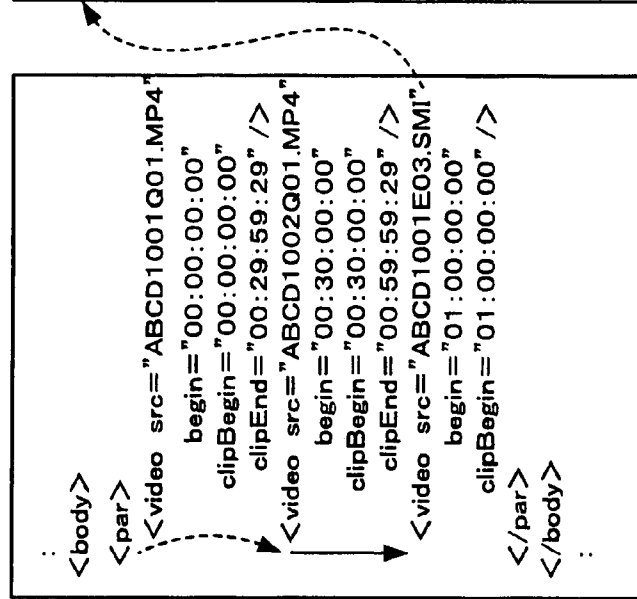 :
<body>
<par>
<video src="ABCD1001Q01.MP4"
begin="00:00:00:00"
clipBegin="00:00:00:00"
clipEnd="00:29:59:29" />
<video src="ABCD1002Q01.MP4"
begin="00:30:00:00"
clipBegin="00:30:00:00"
clipEnd="00:59:59:29" />
<video src="ABCD1001E03.SMI"
begin="01:00:00:00"
clipBegin="01:00:00:00" />
</par>
</body>
: